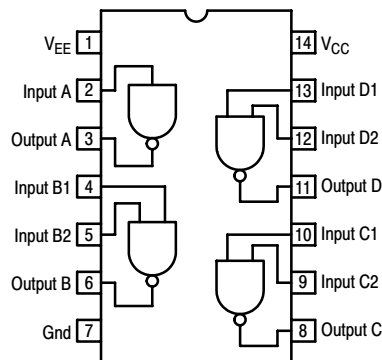 VEE 1
Input A 2
Output A 3
Input B1 4
Input B2 5
Output B 6
Gnd 7
14 VCC
13 Input D1
12 Input D2
11 Output D
10 Input C1
9 Input C2
8 Output C